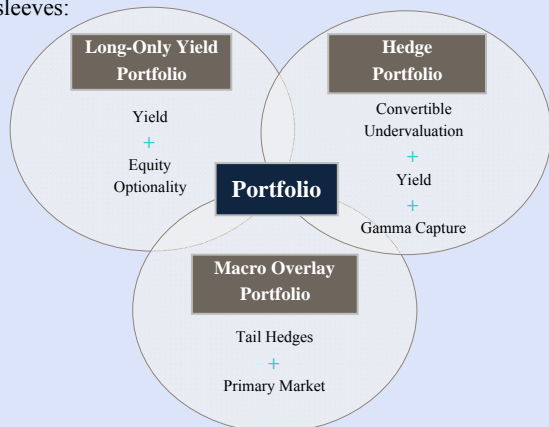 sleeves:
Long-Only Yield
Portfolio
Yield
+
Equity
Optionality
Hedge
Portfolio
Convertible
Undervaluation
+
Yield
+
Gamma Capture
Portfolio
Macro Overlay
Portfolio
Tail Hedges
+
Primary Market